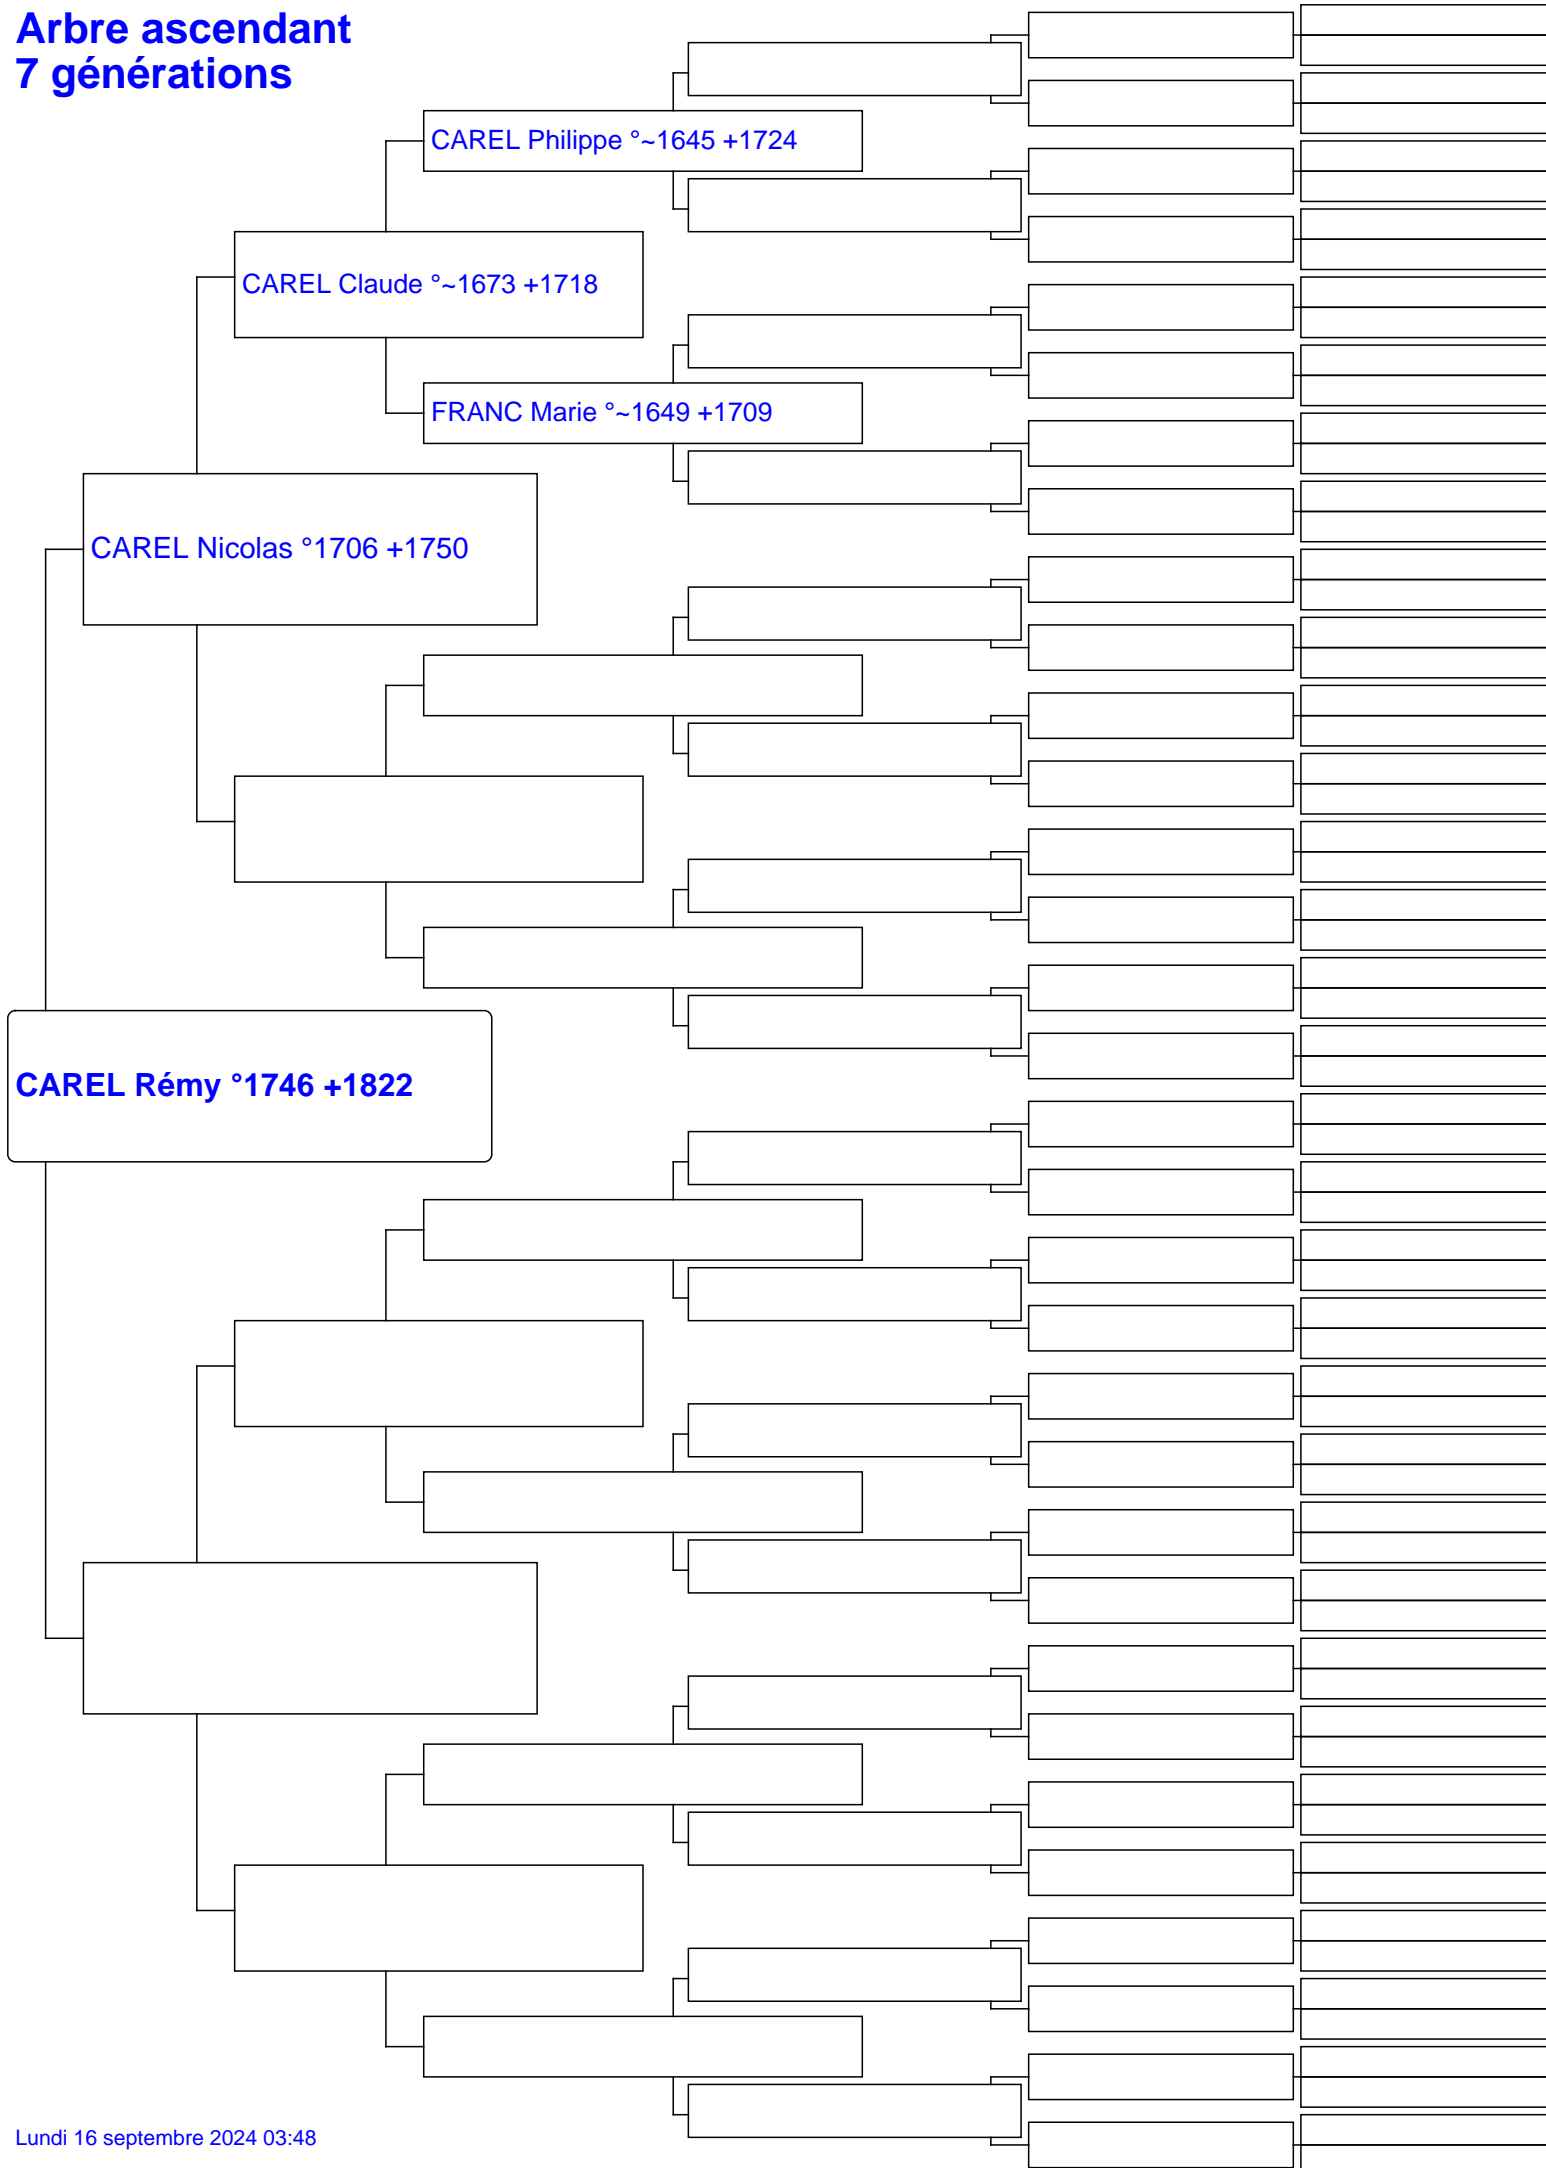 Arbre ascendant
7 générations
CAREL Philippe °~1645 +1724
CAREL Claude °~1673 +1718
FRANC Marie °~1649 +1709
CAREL Nicolas °1706 +1750
CAREL Rémy °1746 +1822
Lundi 16 septembre 2024 03:48